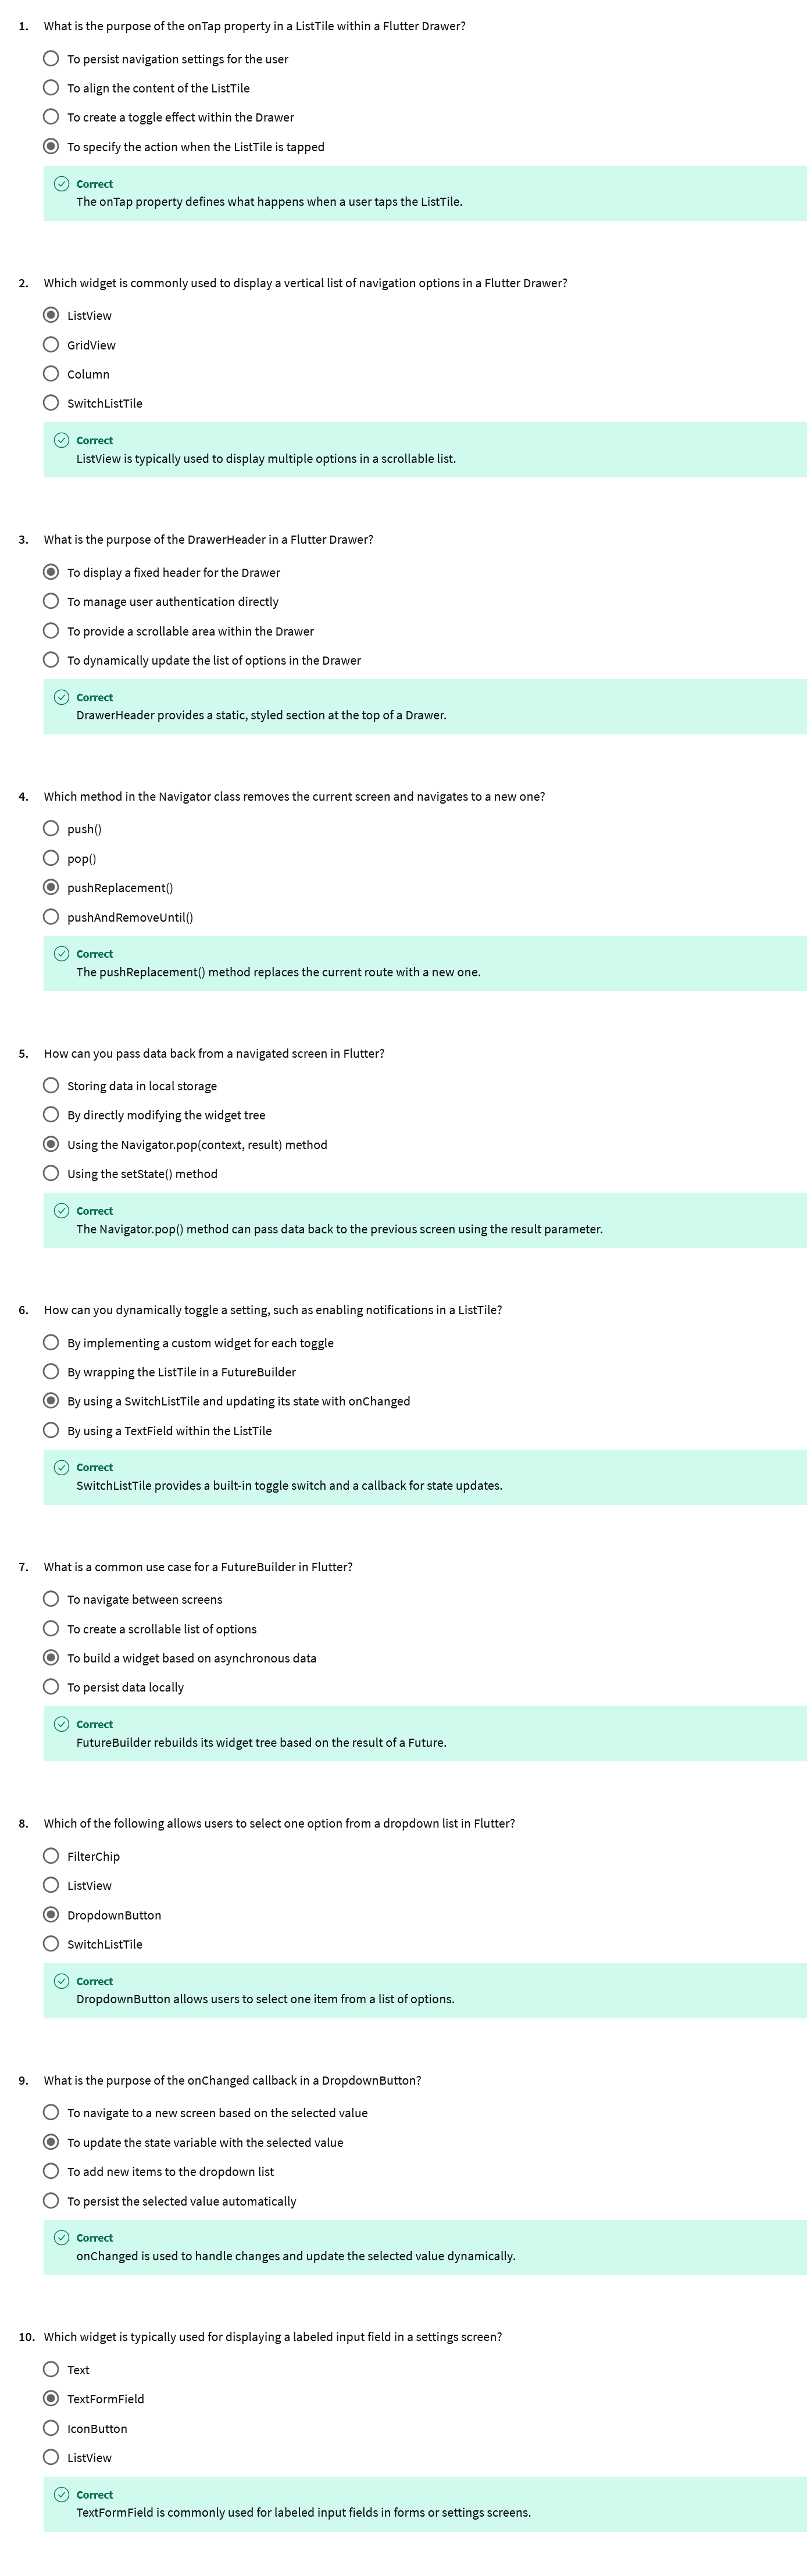 1. What is the purpose of the onTap property in a ListTile within a Flutter Drawer?
To persist navigation settings for the user
To align the content of the ListTile
To create a toggle effect within the Drawer
To specify the action when the ListTile is tapped
Correct
The onTap property defines what happens when a user taps the ListTile.
2. Which widget is commonly used to display a vertical list of navigation options in a Flutter Drawer?
ListView
GridView
Column
SwitchListTile
Correct
ListView is typically used to display multiple options in a scrollable list.
3. What is the purpose of the DrawerHeader in a Flutter Drawer?
To display a fixed header for the Drawer
To manage user authentication directly
To provide a scrollable area within the Drawer
To dynamically update the list of options in the Drawer
Correct
DrawerHeader provides a static, styled section at the top of a Drawer.
4. Which method in the Navigator class removes the current screen and navigates to a new one?
push()
pop()
pushReplacement()
pushAndRemoveUntil()
Correct
The pushReplacement() method replaces the current route with a new one.
5. How can you pass data back from a navigated screen in Flutter?
Storing data in local storage
By directly modifying the widget tree
Using the Navigator.pop(context, result) method
Using the setState() method
Correct
The Navigator.pop() method can pass data back to the previous screen using the result parameter.
6. How can you dynamically toggle a setting, such as enabling notifications in a ListTile?
By implementing a custom widget for each toggle
By wrapping the ListTile in a FutureBuilder
By using a SwitchListTile and updating its state with onChanged
By using a TextField within the ListTile
Correct
SwitchListTile provides a built-in toggle switch and a callback for state updates.
7. What is a common use case for a FutureBuilder in Flutter?
To navigate between screens
To create a scrollable list of options
To build a widget based on asynchronous data
To persist data locally
Correct
FutureBuilder rebuilds its widget tree based on the result of a Future.
8. Which of the following allows users to select one option from a dropdown list in Flutter?
FilterChip
ListView
DropdownButton
SwitchListTile
Correct
DropdownButton allows users to select one item from a list of options.
9. What is the purpose of the onChanged callback in a DropdownButton?
To navigate to a new screen based on the selected value
To update the state variable with the selected value
To add new items to the dropdown list
To persist the selected value automatically
Correct
onChanged is used to handle changes and update the selected value dynamically.
10. Which widget is typically used for displaying a labeled input field in a settings screen?
Text
TextFormField
IconButton
ListView
Correct
TextFormField is commonly used for labeled input fields in forms or settings screens.